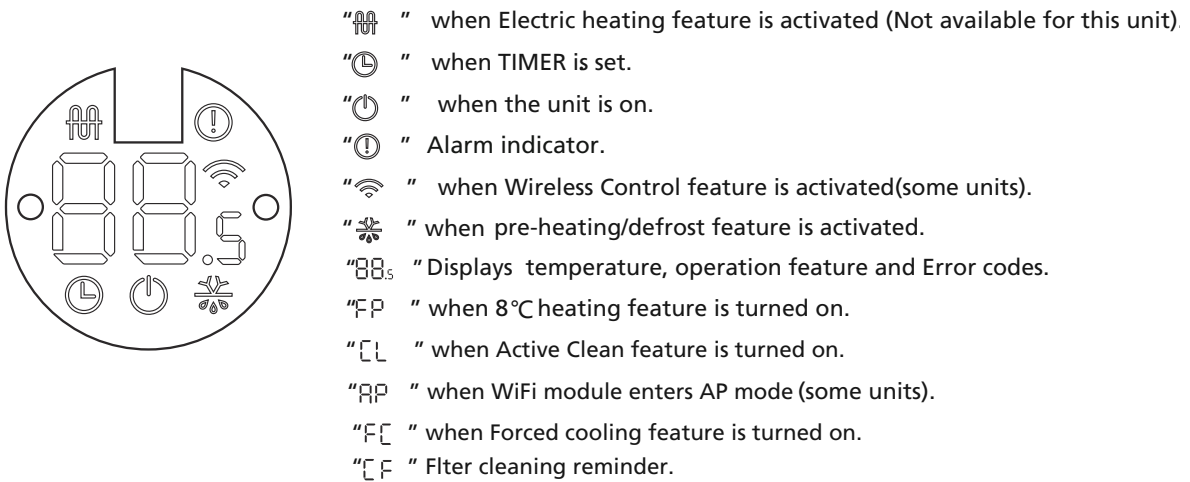 “ ” when Electric heating feature is activated (Not available for this unit).
“ ” when TIMER is set.
“ ” when the unit is on.
“ ” Alarm indicator.
“ ” when Wireless Control feature is activated(some units).
“ ” when pre-heating/defrost feature is activated.
88.5
“88.s ” Displays temperature, operation feature and Error codes.
“FP ” when 8℃ heating feature is turned on.
“CL ” when Active Clean feature is turned on.
“AP ” when WiFi module enters AP mode (some units).
“FC ” when Forced cooling feature is turned on.
“CF ” Flter cleaning reminder.